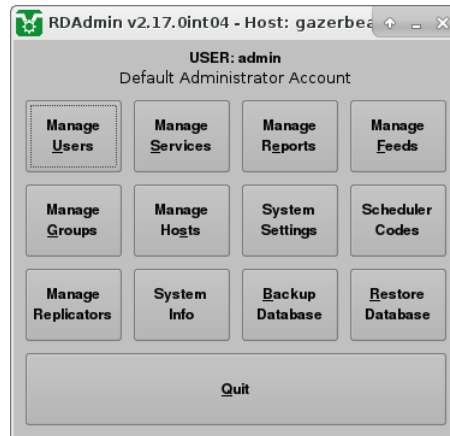 RDAdmin v2.17.0int04 - Host: gazerbea
USER: admin
Default Administrator Account
Manage
Users
Manage
Services
Manage
Reports
Manage
Feeds
Manage
Groups
Manage
Hosts
System
Settings
Scheduler
Codes
Manage
Replicators
System
Info
Backup
Database
Restore
Database
Quit